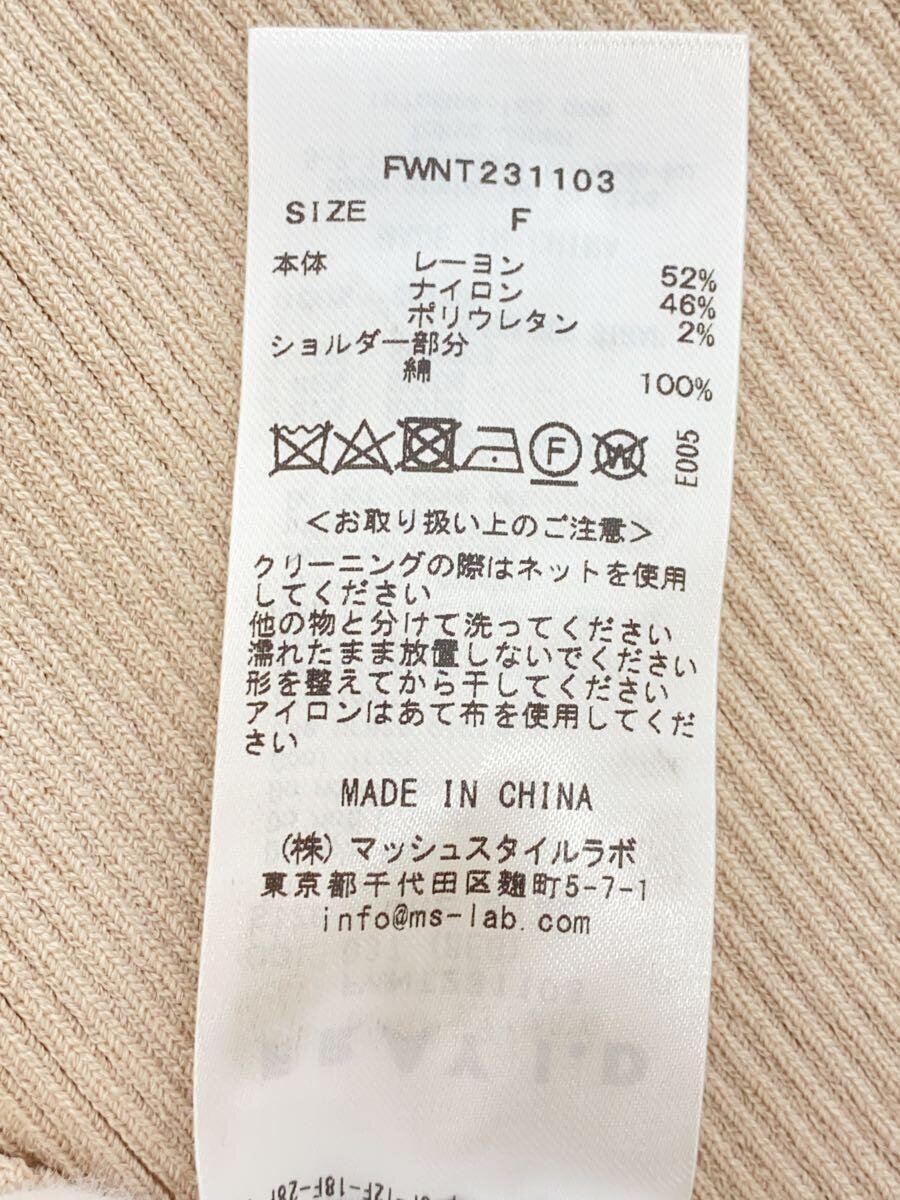 FWNT231103
SIZE F
本体 レーヨン 52%
ナイロン 46%
ポリウレタン 2%
ショルダー部分
綿 100%
F W E005
＜お取り扱い上のご注意＞
クリーニングの際はネットを使用
してください
他の物と分けて洗ってください
濡れたまま放置しないでください
形を整えてから干してください
アイロンはあて布を使用してくだ
さい
MADE IN CHINA
(株)マッシュスタイルラボ
東京都千代田区麹町5-7-1
info@ms-lab.com